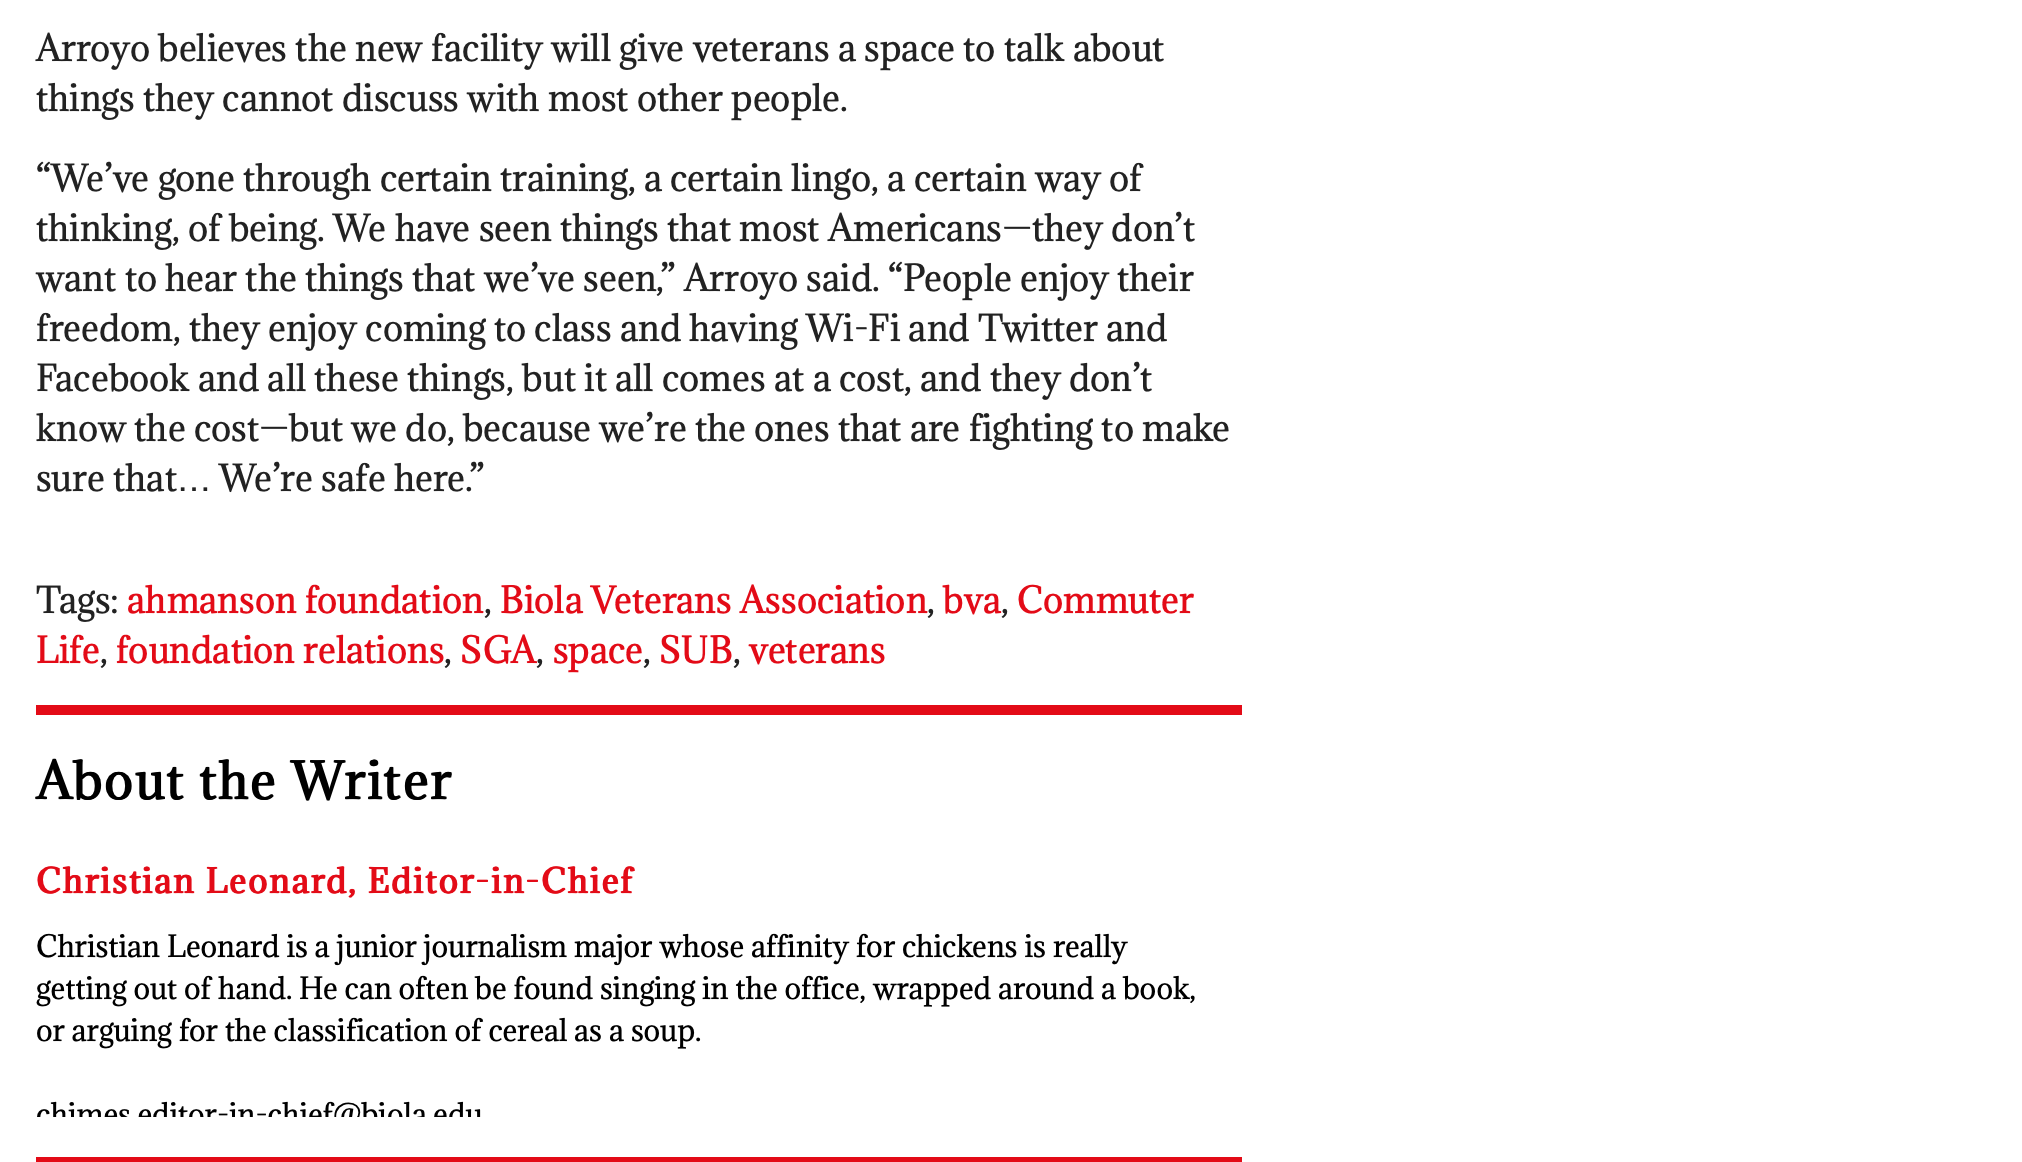 Arroyo believes the new facility will give veterans a space to talk about
things they cannot discuss with most other people.
“We’ve gone through certain training, a certain lingo, a certain way of
thinking, of being. We have seen things that most Americans—they don’t
want to hear the things that we’ve seen,” Arroyo said. “People enjoy their
freedom, they enjoy coming to class and having Wi-Fi and Twitter and
Facebook and all these things, but it all comes at a cost, and they don’t
know the cost—but we do, because we’re the ones that are fighting to make
sure that… We’re safe here.”
Tags: ahmanson foundation, Biola Veterans Association, bva, Commuter
Life, foundation relations, SGA, space, SUB, veterans
About the Writer
Christian Leonard, Editor-in-Chief
Christian Leonard is a junior journalism major whose affinity for chickens is really
getting out of hand. He can often be found singing in the office, wrapped around a book,
or arguing for the classification of cereal as a soup.
chimes.editor-in-chief@biola.edu